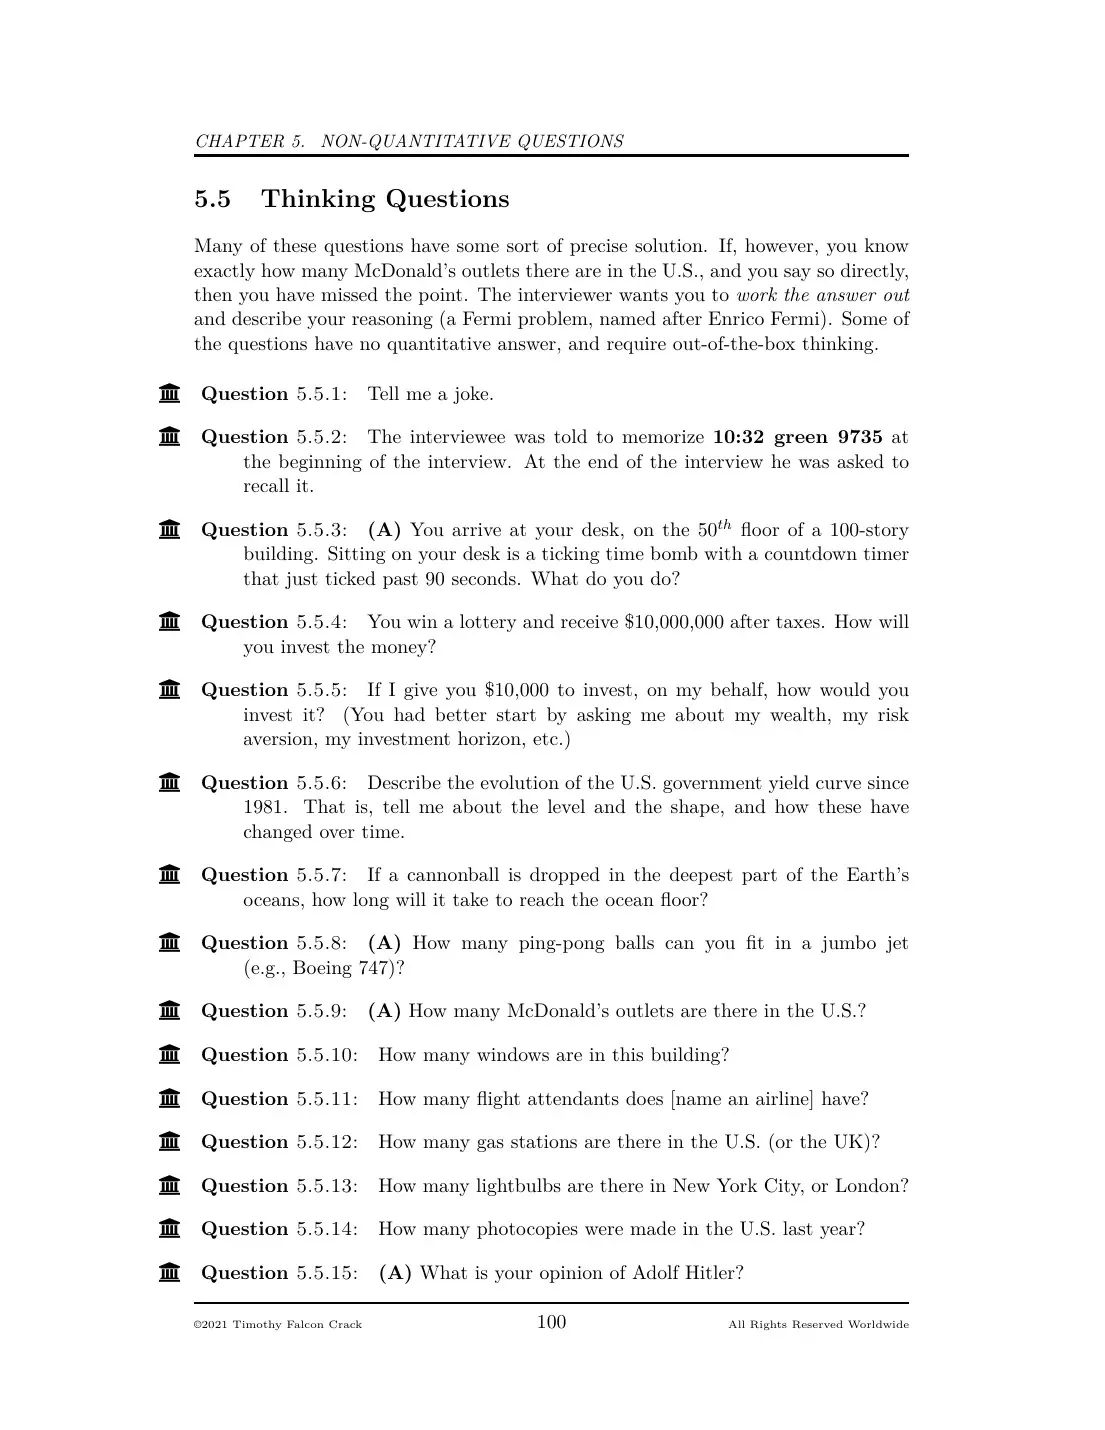 CHAPTER 5. NON-QUANTITATIVE QUESTIONS
5.5 Thinking Questions
Many of these questions have some sort of precise solution. If, however, you know
exactly how many McDonald's outlets there are in the U.S., and you say so directly,
then you have missed the point. The interviewer wants you to work the answer out
and describe your reasoning (a Fermi problem, named after Enrico Fermi). Some of
the questions have no quantitative answer, and require out-of-the-box thinking.
Question 5.5.1: Tell me a joke.
Question 5.5.2: The interviewee was told to memorize 10:32 green 9735 at
the beginning of the interview. At the end of the interview he was asked to
recall it.
Question 5.5.3: (A) You arrive at your desk, on the 50th floor of a 100-story
building. Sitting on your desk is a ticking time bomb with a countdown timer
that just ticked past 90 seconds. What do you do?
Question 5.5.4: You win a lottery and receive $10,000,000 after taxes. How will
you invest the money?
Question 5.5.5: If I give you $10,000 to invest, on my behalf, how would you
invest it? (You had better start by asking me about my wealth, my risk
aversion, my investment horizon, etc.)
Question 5.5.6: Describe the evolution of the U.S. government yield curve since
1981. That is, tell me about the level and the shape, and how these have
changed over time.
Question 5.5.7: If a cannonball is dropped in the deepest part of the Earth's
oceans, how long will it take to reach the ocean floor?
Question 5.5.8: (A) How many ping-pong balls can you fit in a jumbo jet
(e.g., Boeing 747)?
Question 5.5.9: (A) How many McDonald's outlets are there in the U.S.?
Question 5.5.10: How many windows are in this building?
Question 5.5.11: How many flight attendants does [name an airline] have?
Question 5.5.12: How many gas stations are there in the U.S. (or the UK)?
Question 5.5.13: How many lightbulbs are there in New York City, or London?
Question 5.5.14: How many photocopies were made in the U.S. last year?
Question 5.5.15: (A) What is your opinion of Adolf Hitler?
©2021 Timothy Falcon Crack 100 All Rights Reserved Worldwide